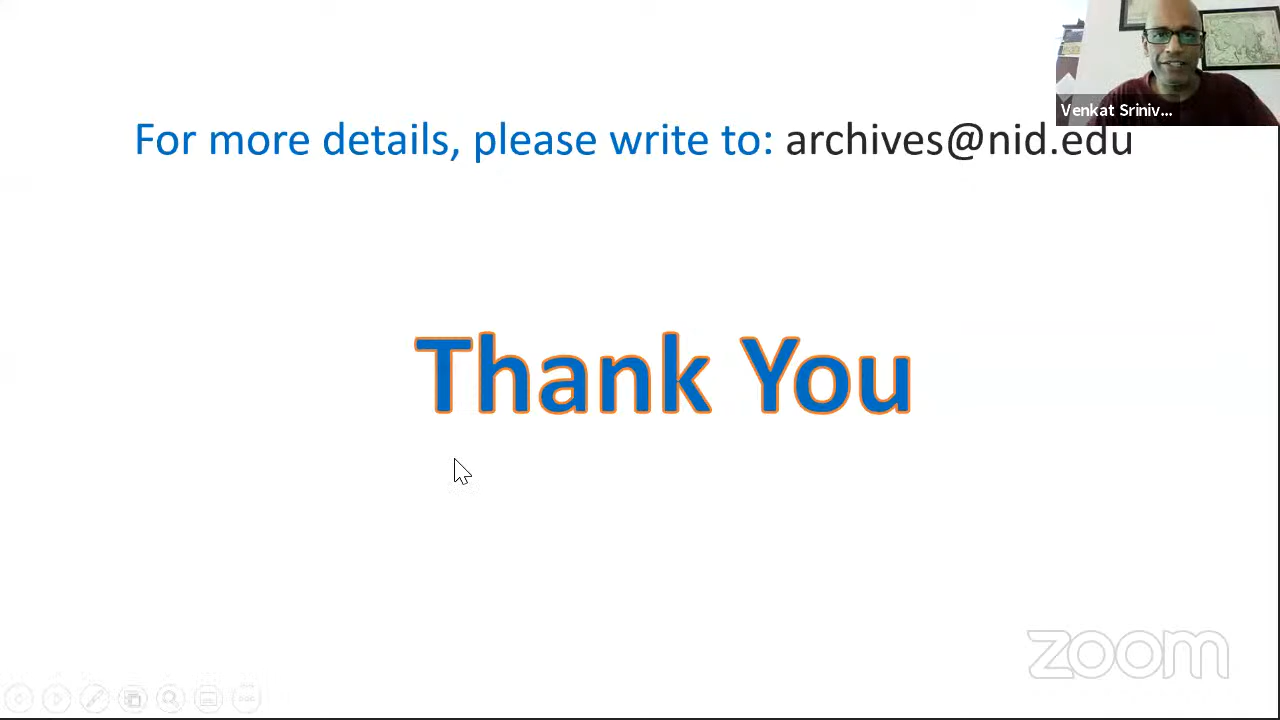 Venkat Sriniv...
For more details, please write to: archives@nid.edu
Thank You
zoom